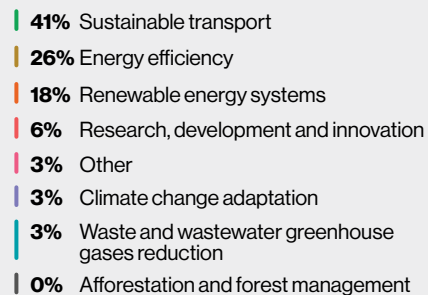 41% Sustainable transport
26% Energy efficiency
18% Renewable energy systems
6% Research, development and innovation
3% Other
3% Climate change adaptation
3% Waste and wastewater greenhouse
gases reduction
0% Afforestation and forest management